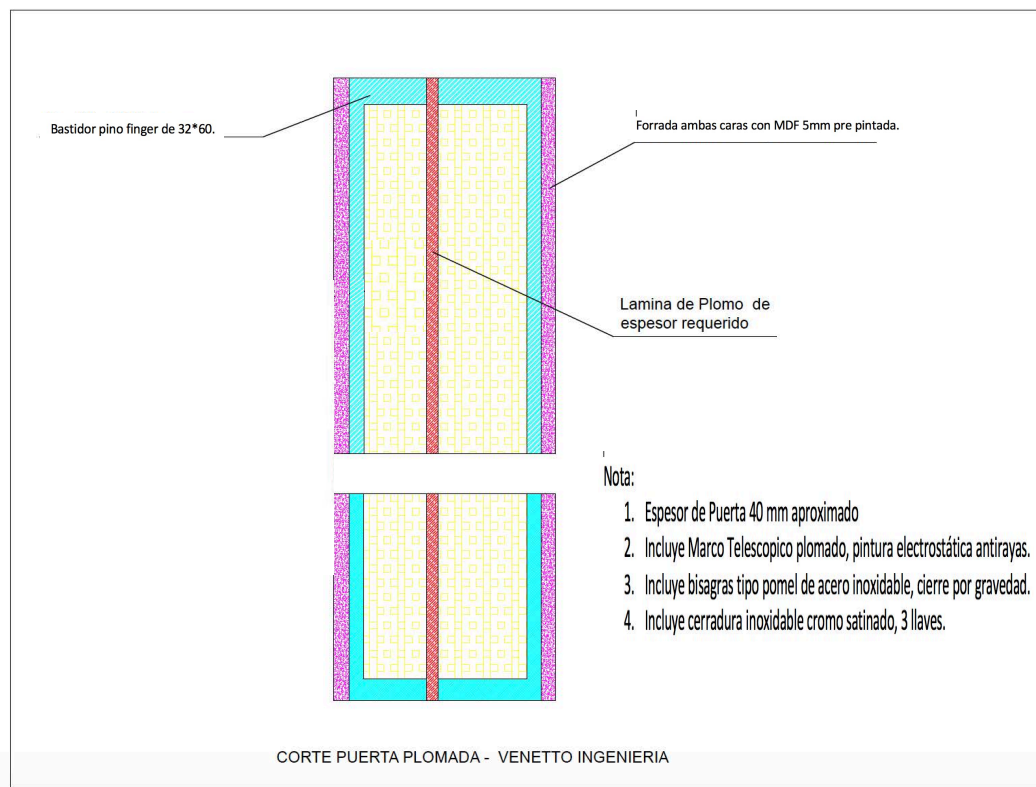 Bastidor pino finger de 32*60.
Forrada ambas caras con MDF 5mm pre pintada.
Lamina de Plomo de
espesor requerido
Nota:
1. Espesor de Puerta 40 mm aproximado
2. Incluye Marco Telescopico plomado, pintura electrostática antirayas.
3. Incluye bisagras tipo pomel de acero inoxidable, cierre por gravedad.
4. Incluye cerradura inoxidable cromo satinado, 3 llaves.
CORTE PUERTA PLOMADA - VENETTO INGENIERIA